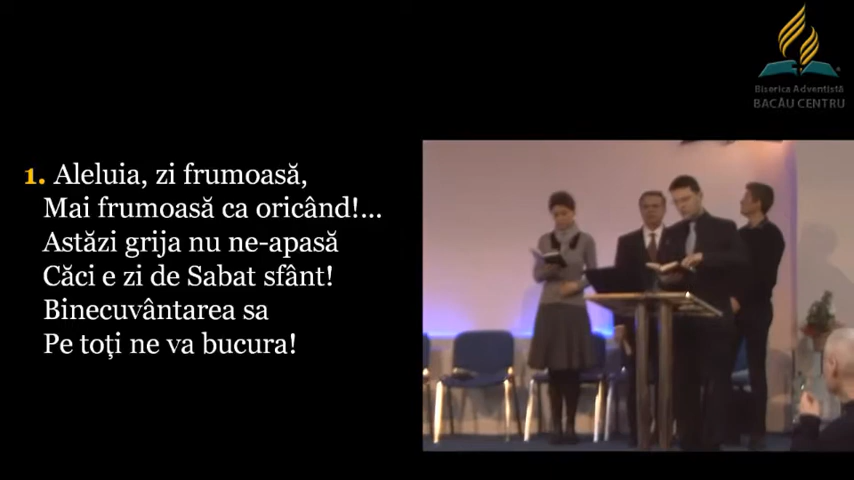 Biserica Adventistă
BACĂU CENTRU
1. Aleluia, zi frumoasă,
Mai frumoasă ca oricând!...
Astăzi grija nu ne-apasă
Căci e zi de Sabat sfânt!
Binecuvântarea sa
Pe toți ne va bucura!